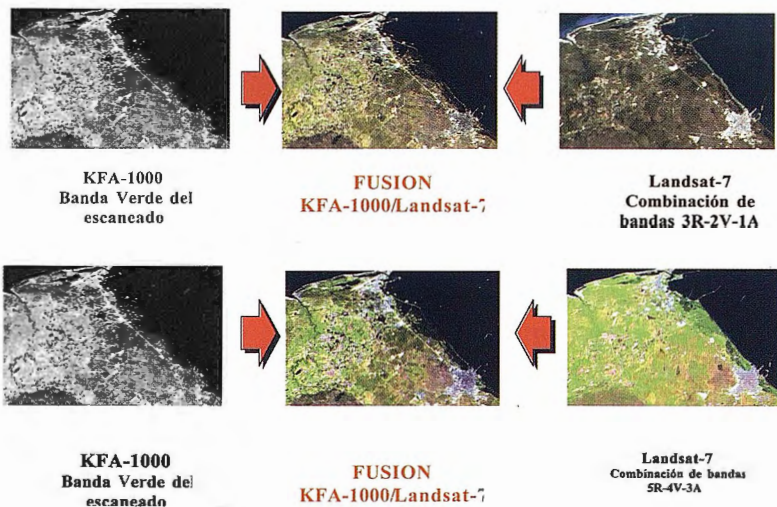 KFA-1000
Banda Verde del
escaneado
FUSION
KFA-1000/Landsat-7
Landsat-7
Combinación de
bandas 3R-2V-1A
KFA-1000
Banda Verde del
escaneado
FUSION
KFA-1000/Landsat-7
Landsat-7
Combinación de bandas
5R-4V-3A